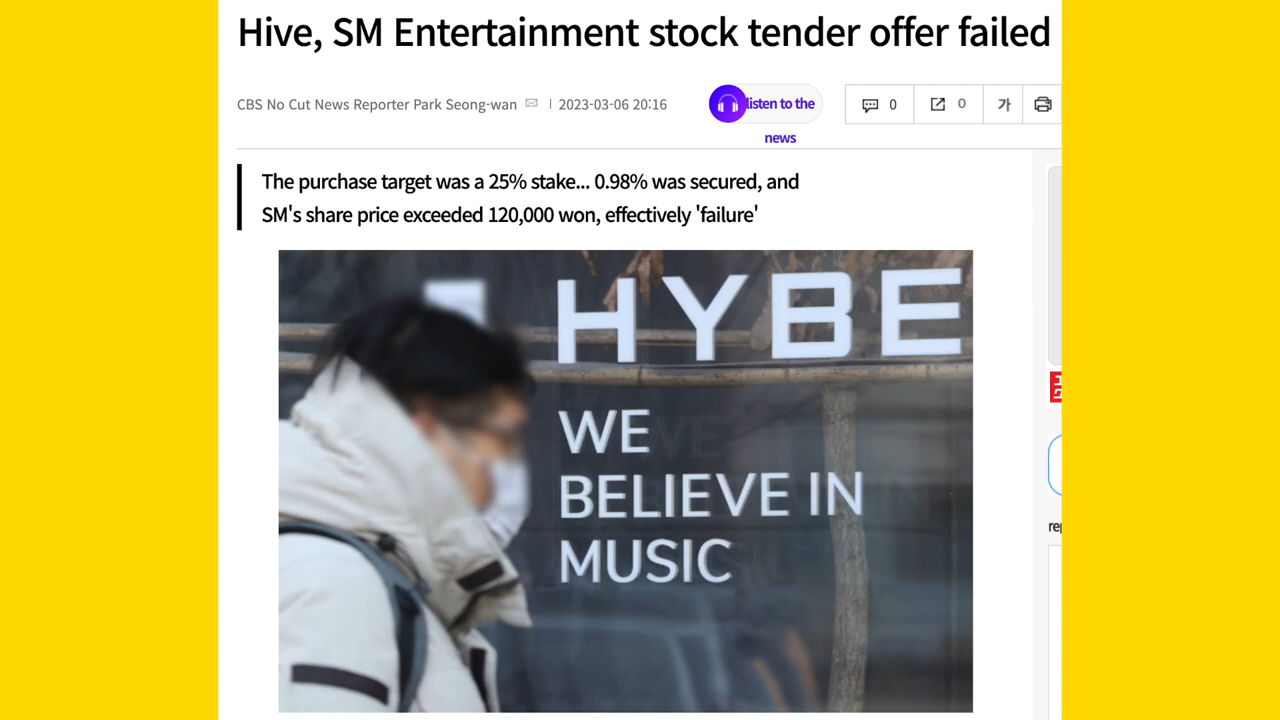 Hive, SM Entertainment stock tender offer failed
CBS No Cut News Reporter Park Seong-wan | 2023-03-06 20:16
listen to the
news
0
0
가
The purchase target was a 25% stake... 0.98% was secured, and
SM's share price exceeded 120,000 won, effectively 'failure'
HYBE
WE
BELIEVE IN
MUSIC